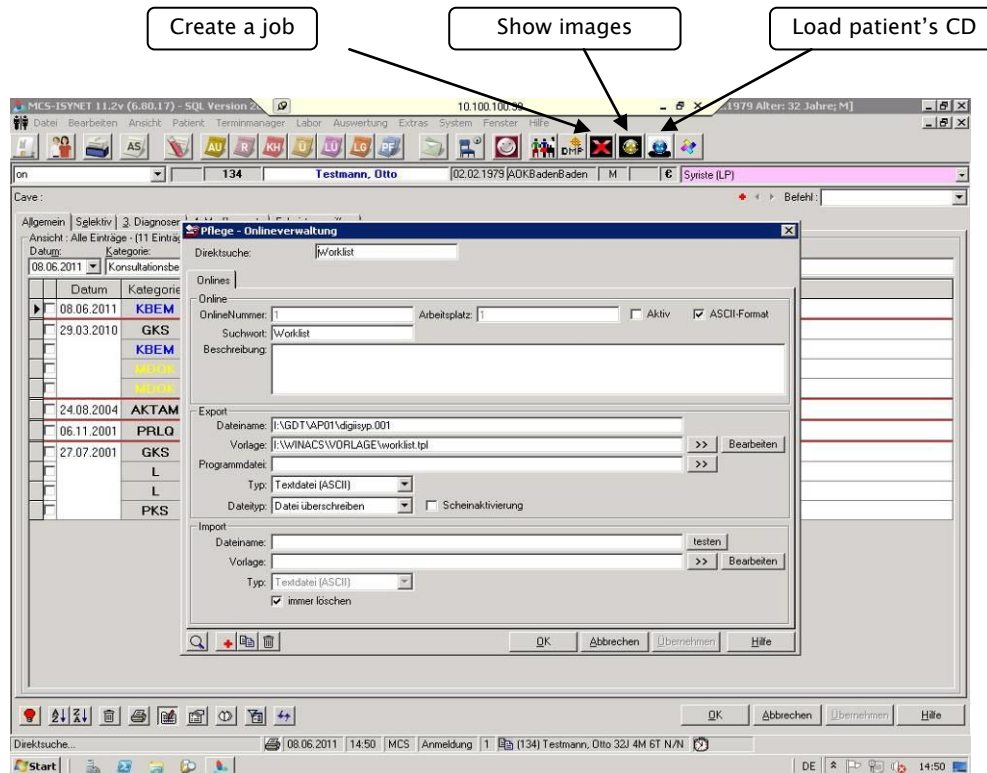 Create a job
Show images
Load patient's CD
MCS-ISYNET 11.2v (6.80.17) - SQL Version 2
10.100.100.99
1979 Alter: 32 Jahre; M]
Datei Bearbeiten Ansicht Patient Terminmanager Labor Auswertung Extras System Fenster Hilfe
AS AU R KH Ü LÜ LG PF DMP
on 134 Testmann, Otto 02.02.1979 AOKBadenBaden M € Syriste (LP)
Cave : Befehl :
Allgemein Selektiv 3. Diagnosen
Ansicht : Alle Einträge - (11 Einträg
Datum: Kategorie:
08.06.2011 Konsultationsbe
Datum Kategorie
08.06.2011 KBEM
29.03.2010 GKS
KBEM
MDOK
MDOK
24.08.2004 AKTAM
06.11.2001 PRLQ
27.07.2001 GKS
L
L
PKS
Pflege - Onlineverwaltung
Direktsuche: Worklist
Onlines
Online
OnlineNummer: 1 Arbeitsplatz: 1 Aktiv ASCII-Format
Suchwort: Worklist
Beschreibung:
Export
Dateiname: I:\GDT\AP01\digiisyp.001
Vorlage: I:\WINACS\VORLAGE\worklist.tpl >> Bearbeiten
Programmdatei: >>
Typ: Textdatei (ASCII)
Dateityp: Datei überschreiben Scheinaktivierung
Import
Dateiname: testen
Vorlage: >> Bearbeiten
Typ: Textdatei (ASCII)
immer löschen
OK Abbrechen Übernehmen Hilfe
OK Abbrechen Übernehmen Hilfe
Direktsuche... 08.06.2011 14:50 MCS Anmeldung 1 (134) Testmann, Otto 32J 4M 6T N/N
Start DE 14:50